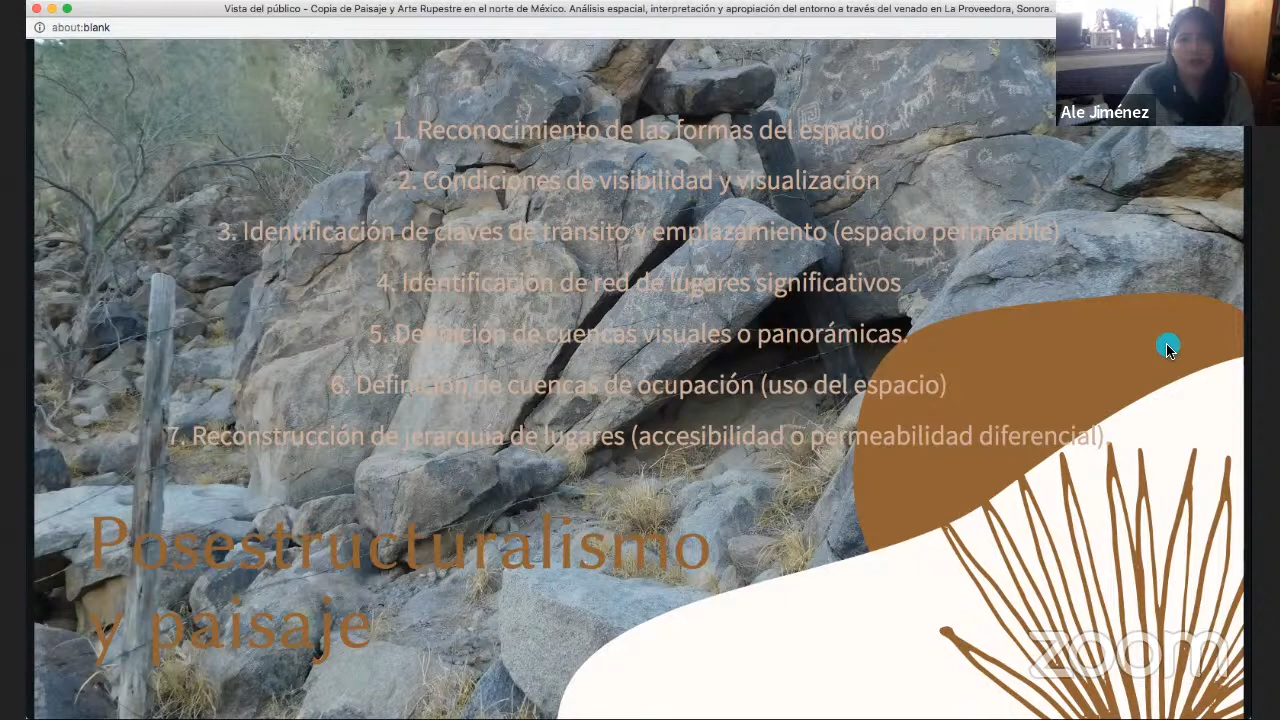 Vista del público - Copia de Paisaje y Arte Rupestre en el norte de México. Análisis espacial, interpretación y apropiación del entorno a través del venado en La Proveedora, Sonora.
about:blank
Ale Jiménez
1. Reconocimiento de las formas del espacio
2. Condiciones de visibilidad y visualización
3. Identificación de claves de tránsito y emplazamiento (espacio permeable)
4. Identificación de red de lugares significativos
5. Definición de cuencas visuales o panorámicas.
6. Definición de cuencas de ocupación (uso del espacio)
7. Reconstrucción de jerarquía de lugares (accesibilidad o permeabilidad diferencial)
Posestructuralismo
y paisaje
zoom